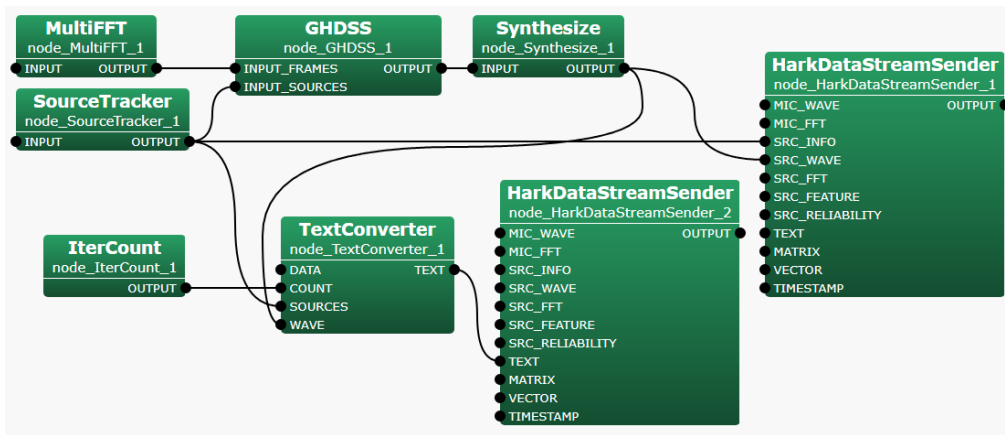 MultiFFT
node_MultiFFT_1
INPUT OUTPUT
GHDSS
node_GHDSS_1
INPUT_FRAMES OUTPUT
INPUT_SOURCES
Synthesize
node_Synthesize_1
INPUT OUTPUT
SourceTracker
node_SourceTracker_1
INPUT OUTPUT
HarkDataStreamSender
node_HarkDataStreamSender_1
MIC_WAVE OUTPUT
MIC_FFT
SRC_INFO
SRC_WAVE
SRC_FFT
SRC_FEATURE
SRC_RELIABILITY
TEXT
MATRIX
VECTOR
TIMESTAMP
IterCount
node_IterCount_1
OUTPUT
TextConverter
node_TextConverter_1
DATA TEXT
COUNT
SOURCES
WAVE
HarkDataStreamSender
node_HarkDataStreamSender_2
MIC_WAVE OUTPUT
MIC_FFT
SRC_INFO
SRC_WAVE
SRC_FFT
SRC_FEATURE
SRC_RELIABILITY
TEXT
MATRIX
VECTOR
TIMESTAMP